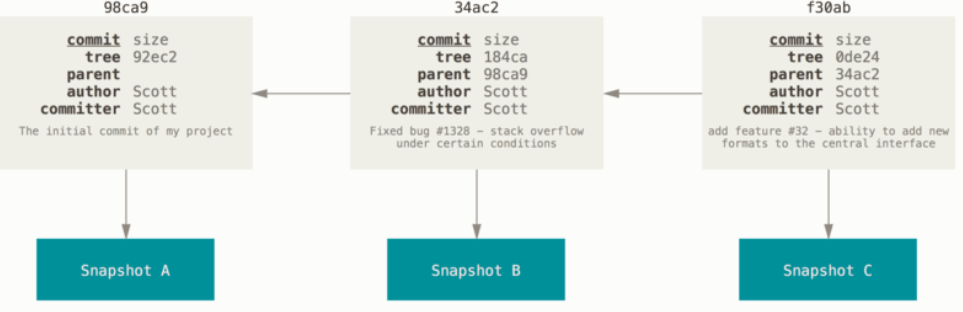 98ca9
commit size
tree 92ec2
parent
author Scott
committer Scott
The initial commit of my project
Snapshot A
34ac2
commit size
tree 184ca
parent 98ca9
author Scott
committer Scott
Fixed bug #1328 – stack overflow
under certain conditions
Snapshot B
f30ab
commit size
tree 0de24
parent 34ac2
author Scott
committer Scott
add feature #32 – ability to add new
formats to the central interface
Snapshot C